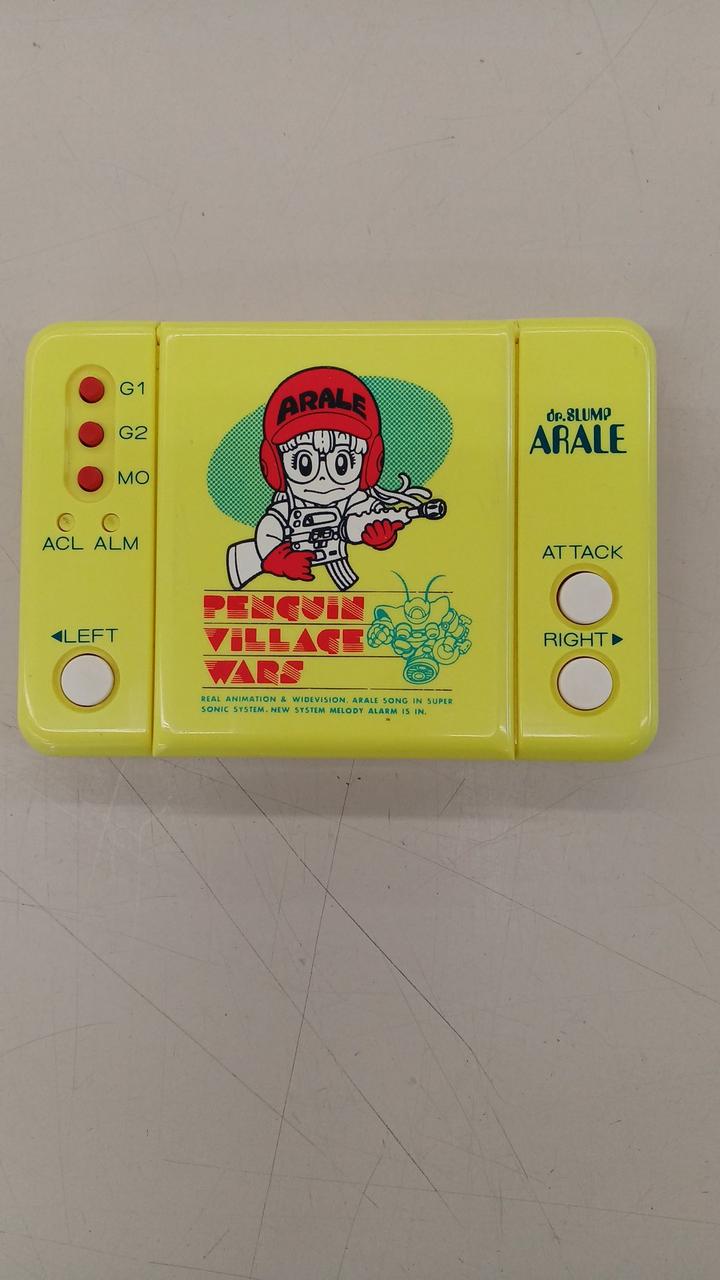 G1
G2
MO
ACL ALM
◀LEFT
ARALE
PENGUIN
VILLAGE
WARS
REAL ANIMATION & WIDEVISION. ARALE SONG IN SUPER
SONIC SYSTEM. NEW SYSTEM MELODY ALARM IS IN.
dr.SLUMP
ARALE
ATTACK
RIGHT▶